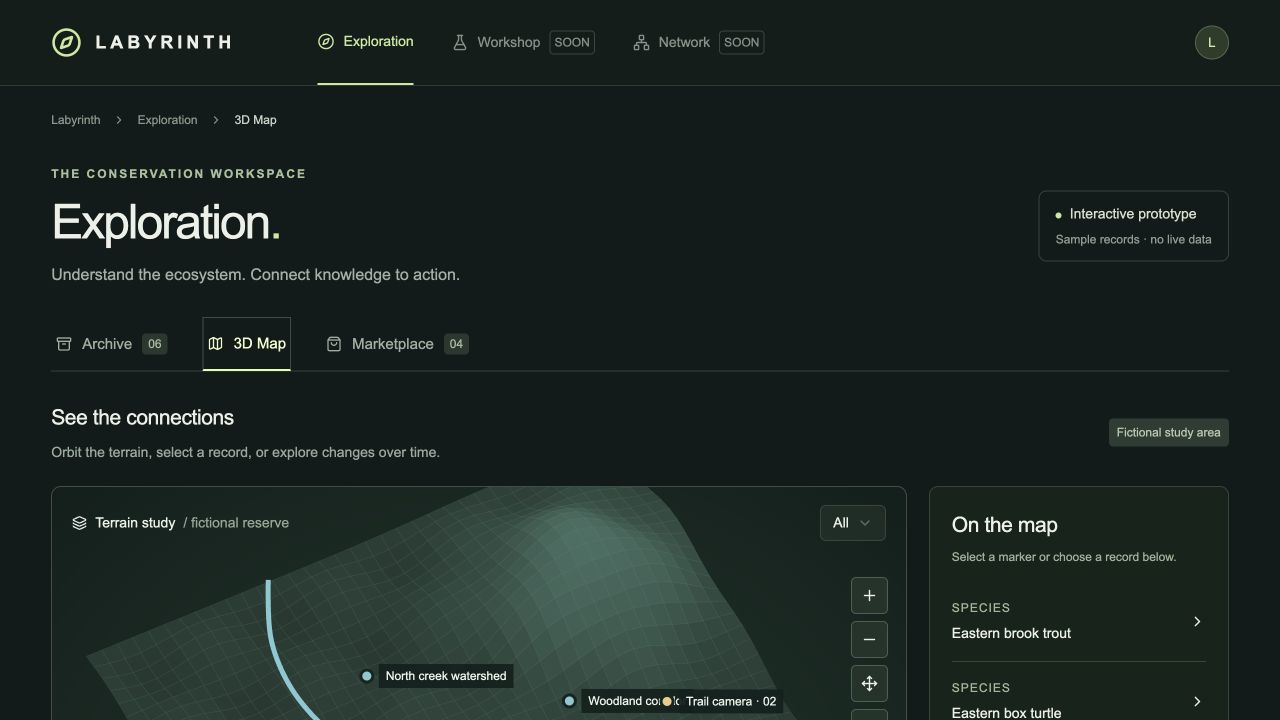 LABYRINTH
Exploration
Workshop SOON
Network SOON
L
Labyrinth > Exploration > 3D Map
THE CONSERVATION WORKSPACE
Exploration.
Understand the ecosystem. Connect knowledge to action.
Interactive prototype
Sample records · no live data
Archive 06
3D Map
Marketplace 04
See the connections
Orbit the terrain, select a record, or explore changes over time.
Fictional study area
Terrain study / fictional reserve
All
North creek watershed
Woodland
Trail camera · 02
On the map
Select a marker or choose a record below.
SPECIES
Eastern brook trout
SPECIES
Eastern box turtle